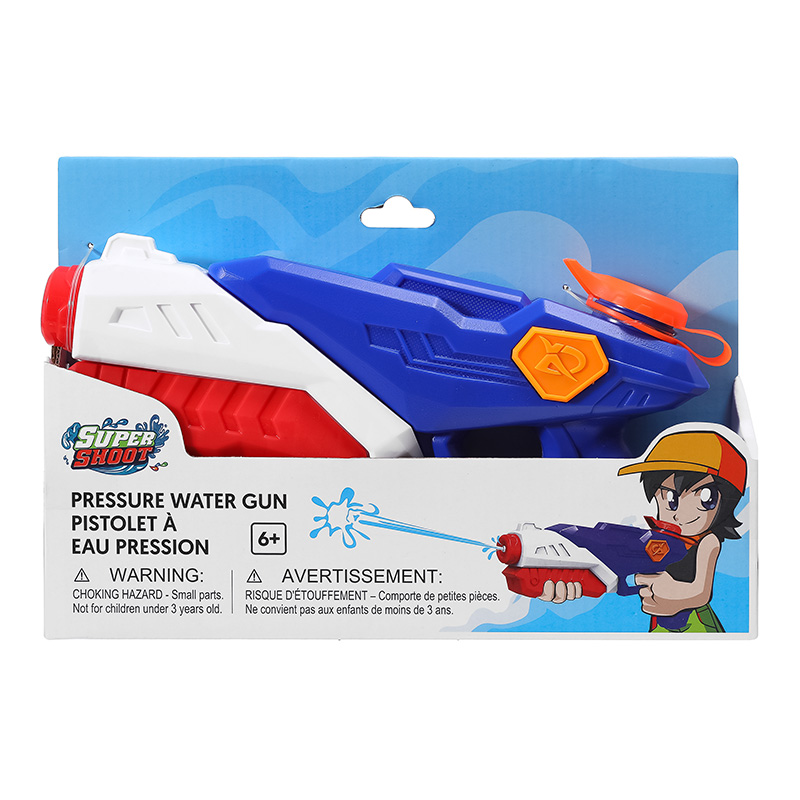 SUPER
SHOOT
PRESSURE WATER GUN
PISTOLET À
EAU PRESSION
6+
⚠ WARNING:
CHOKING HAZARD - Small parts.
Not for children under 3 years old.
⚠ AVERTISSEMENT:
RISQUE D'ÉTOUFFEMENT – Comporte de petites pièces.
Ne convient pas aux enfants de moins de 3 ans.